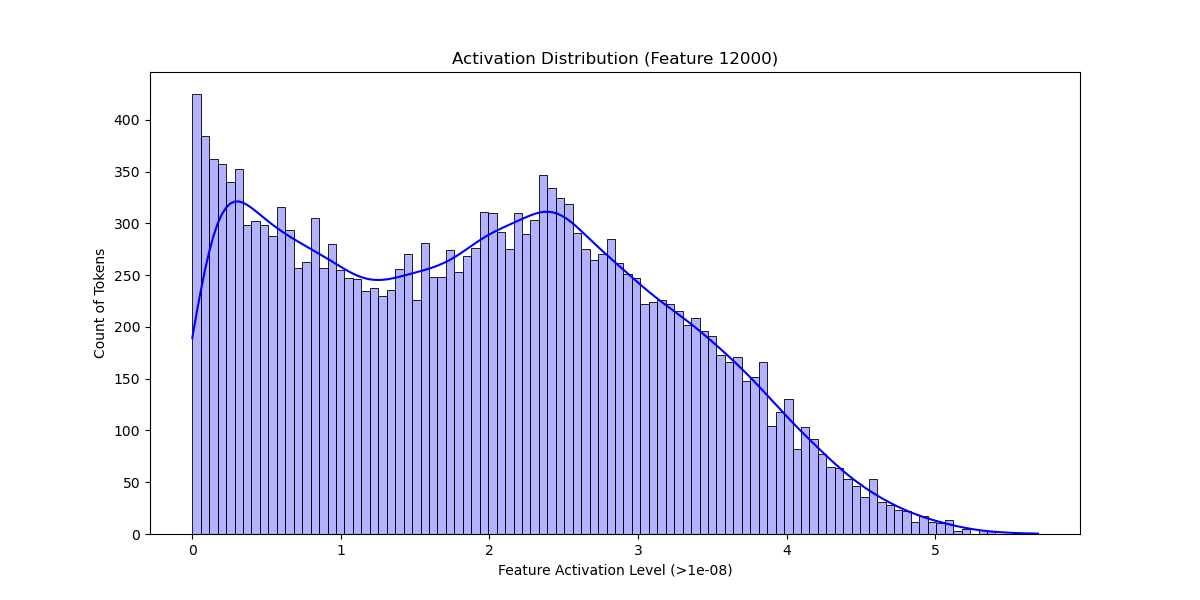 Activation Distribution (Feature 12000)
Count of Tokens
400
350
300
250
200
150
100
50
0
0 1 2 3 4 5
Feature Activation Level (>1e-08)